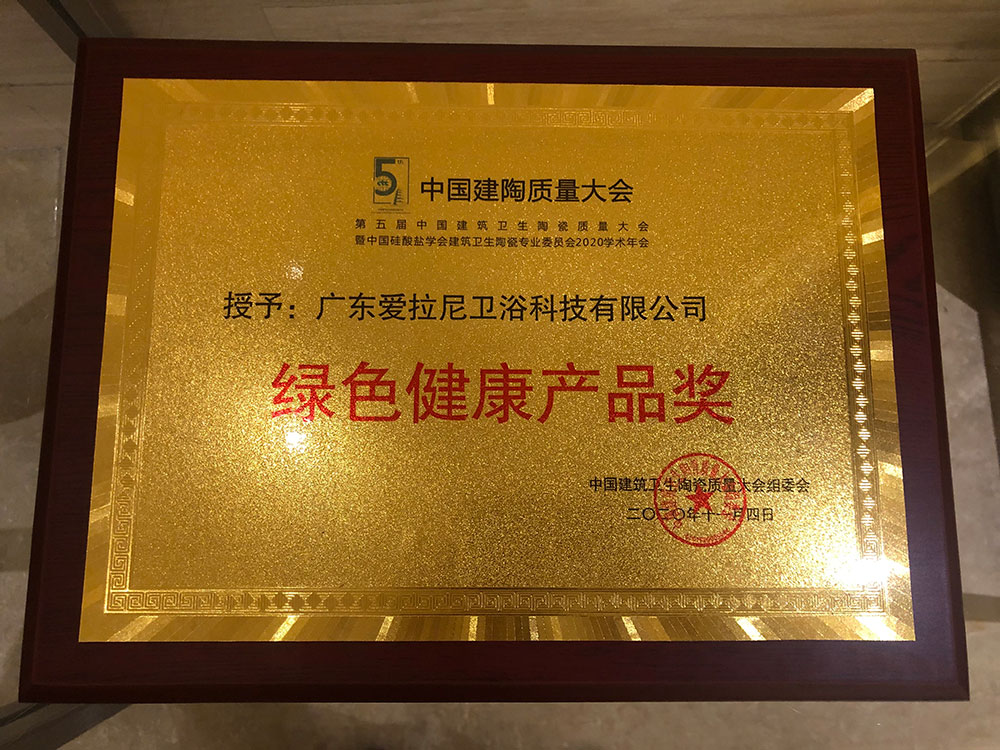 5th
中国建陶质量大会
第五届中国建筑卫生陶瓷质量大会
暨中国硅酸盐学会建筑卫生陶瓷专业委员会2020学术年会
授予：广东爱拉尼卫浴科技有限公司
绿色健康产品奖
中国建筑卫生陶瓷质量大会组委会
二〇二〇年十一月四日